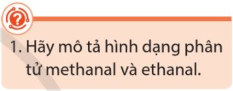 1. Hãy mô tả hình dạng phân
tử methanal và ethanal.